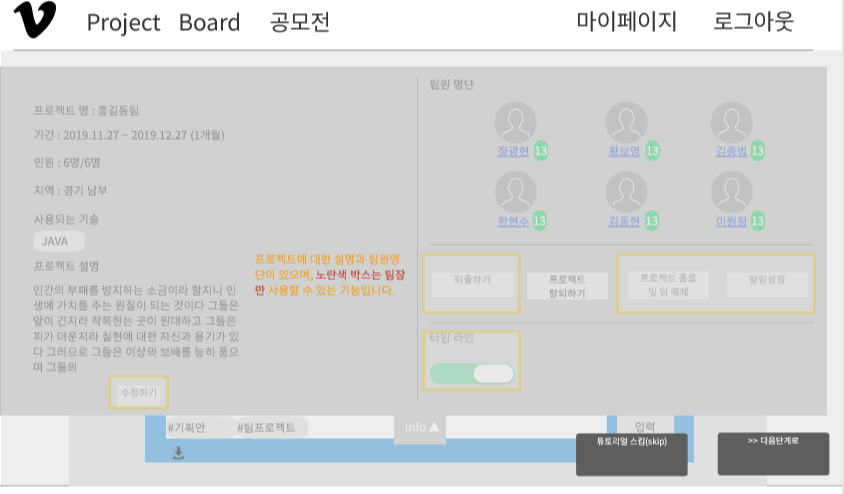 Project Board 공모전 마이페이지 로그아웃
프로젝트 명 : 홍길동팀
기간 : 2019.11.27 ~ 2019.12.27 (1개월)
인원 : 6명/6명
지역 : 경기 남부
사용되는 기술
JAVA
프로젝트 설명
인간의 부패를 방지하는 소금이라 할지니 인
생에 가치를 주는 원질이 되는 것이다 그들은
앞이 긴지라 착목한는 곳이 원대하고 그들은
피가 더운지라 실현에 대한 자신과 용기가 있
다 그러므로 그들은 이상의 보배를 능히 품으
며 그들의
수정하기
프로젝트에 대한 설명과 팀원명
단이 있으며, 노란색 박스는 팀장
만 사용할 수 있는 기능입니다.
팀원 명단
정광현 13 황보영 13 김종범 13
한현수 13 김동현 13 이원정 13
퇴출하기
프로젝트
탈퇴하기
프로젝트 종료
및 팀 해체
알림설정
타임 라인
#기획안 #팀프로젝트
Info ▲
입력
튜토리얼 스킵(skip)
>> 다음단계로